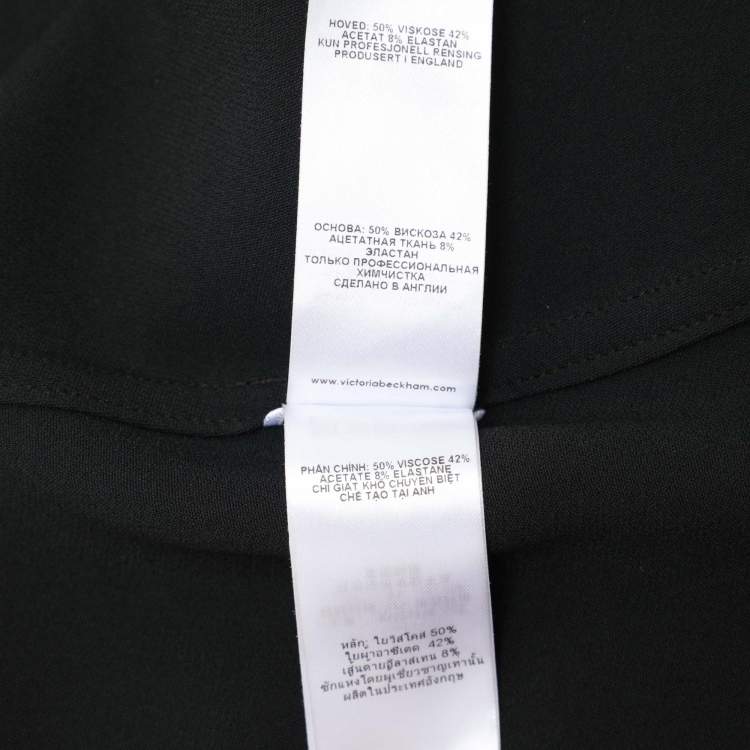 HOVED: 50% VISKOSE 42%
ACETAT 8% ELASTAN
KUN PROFESJONELL RENSING
PRODUSERT I ENGLAND
ОСНОВА: 50% ВИСКОЗА 42%
АЦЕТАТНАЯ ТКАНЬ 8%
ЭЛАСТАН
ТОЛЬКО ПРОФЕССИОНАЛЬНАЯ
ХИМЧИСТКА
СДЕЛАНО В АНГЛИИ
www.victoriabeckham.com
PHẦN CHÍNH: 50% VISCOSE 42%
ACETATE 8% ELASTANE
CHỈ GIẶT KHÔ CHUYÊN BIỆT
CHẾ TẠO TẠI ANH
หลัก: ใยวิสโคส 50%
ใยผ้าอาซีเตด 42%
เส้นด้ายอีลาสเทน 8%
ซักแห้งโดยผู้เชี่ยวชาญเท่านั้น
ผลิตในประเทศอังกฤษ